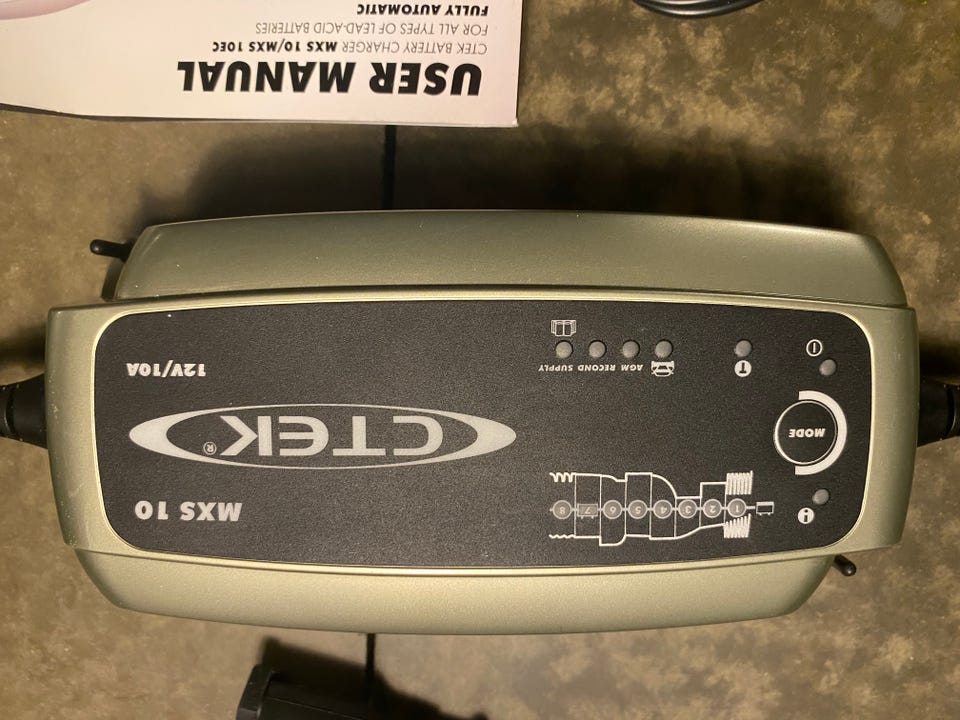 USER MANUAL
CTEK BATTERY CHARGER MXS 10/MXS 10EC
FOR ALL TYPES OF LEAD-ACID BATTERIES
FULLY AUTOMATIC
i
1 2 3 4 5 6 7 8
MXS 10
MODE
CTEK®
T
AGM RECOND SUPPLY
12V/10A